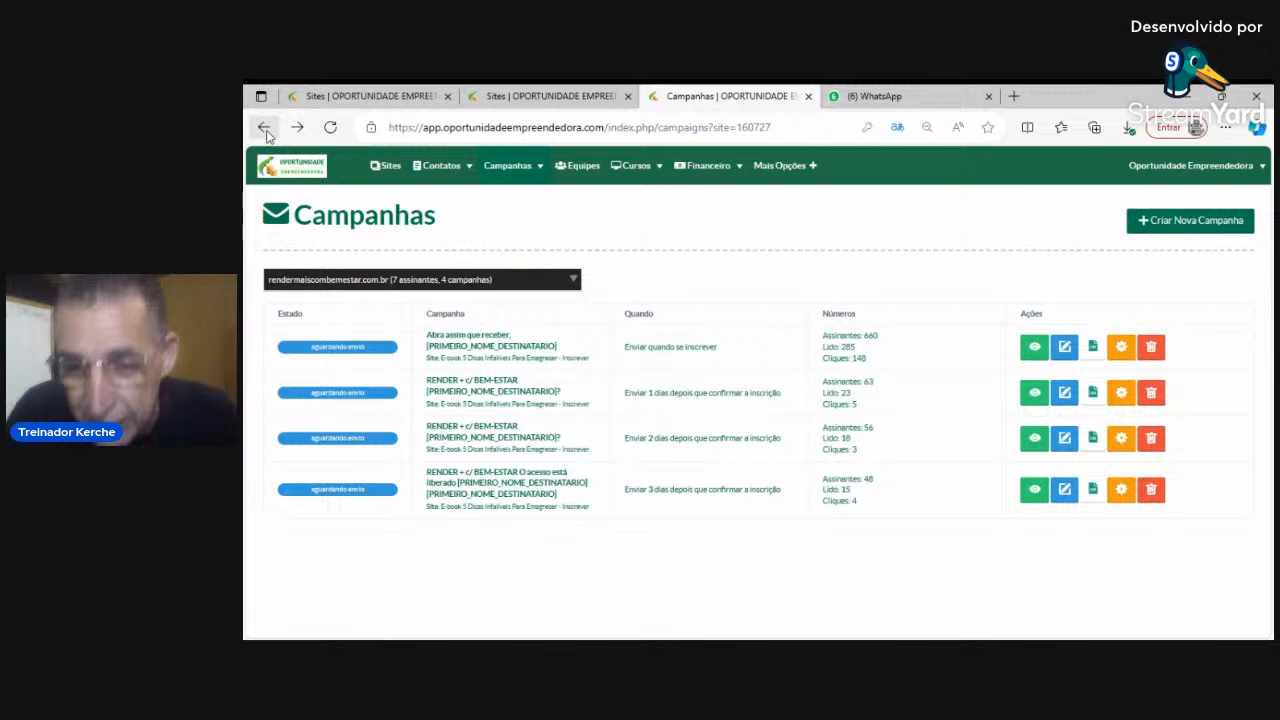 Desenvolvido por
StreamYard
Sites | OPORTUNIDADE EMPREE
Sites | OPORTUNIDADE EMPREE
Campanhas | OPORTUNIDADE E
(6) WhatsApp
https://app.oportunidadeempreendedora.com/index.php/campaigns?site=160727
Entrar
OPORTUNIDADE
EMPREENDEDORA
Sites
Contatos
Campanhas
Equipes
Cursos
Financeiro
Mais Opções
Oportunidade Empreendedora
Campanhas
Criar Nova Campanha
rendermaiscombemestar.com.br (7 assinantes, 4 campanhas)
Estado
Campanha
Quando
Números
Ações
aguardando envio
Abra assim que receber,
[PRIMEIRO_NOME_DESTINATARIO]
Site: E-book 5 Dicas Infalíveis Para Emagrecer - Inscrever
Enviar quando se inscrever
Assinantes: 660
Lido: 285
Cliques: 148
aguardando envio
RENDER + c/ BEM-ESTAR
[PRIMEIRO_NOME_DESTINATARIO]?
Site: E-book 5 Dicas Infalíveis Para Emagrecer - Inscrever
Enviar 1 dias depois que confirmar a inscrição
Assinantes: 63
Lido: 23
Cliques: 5
aguardando envio
RENDER + c/ BEM-ESTAR
[PRIMEIRO_NOME_DESTINATARIO]?
Site: E-book 5 Dicas Infalíveis Para Emagrecer - Inscrever
Enviar 2 dias depois que confirmar a inscrição
Assinantes: 56
Lido: 18
Cliques: 3
aguardando envio
RENDER + c/ BEM-ESTAR O acesso está
liberado [PRIMEIRO_NOME_DESTINATARIO]
[PRIMEIRO_NOME_DESTINATARIO]
Site: E-book 5 Dicas Infalíveis Para Emagrecer - Inscrever
Enviar 3 dias depois que confirmar a inscrição
Assinantes: 48
Lido: 15
Cliques: 4
Treinador Kerche